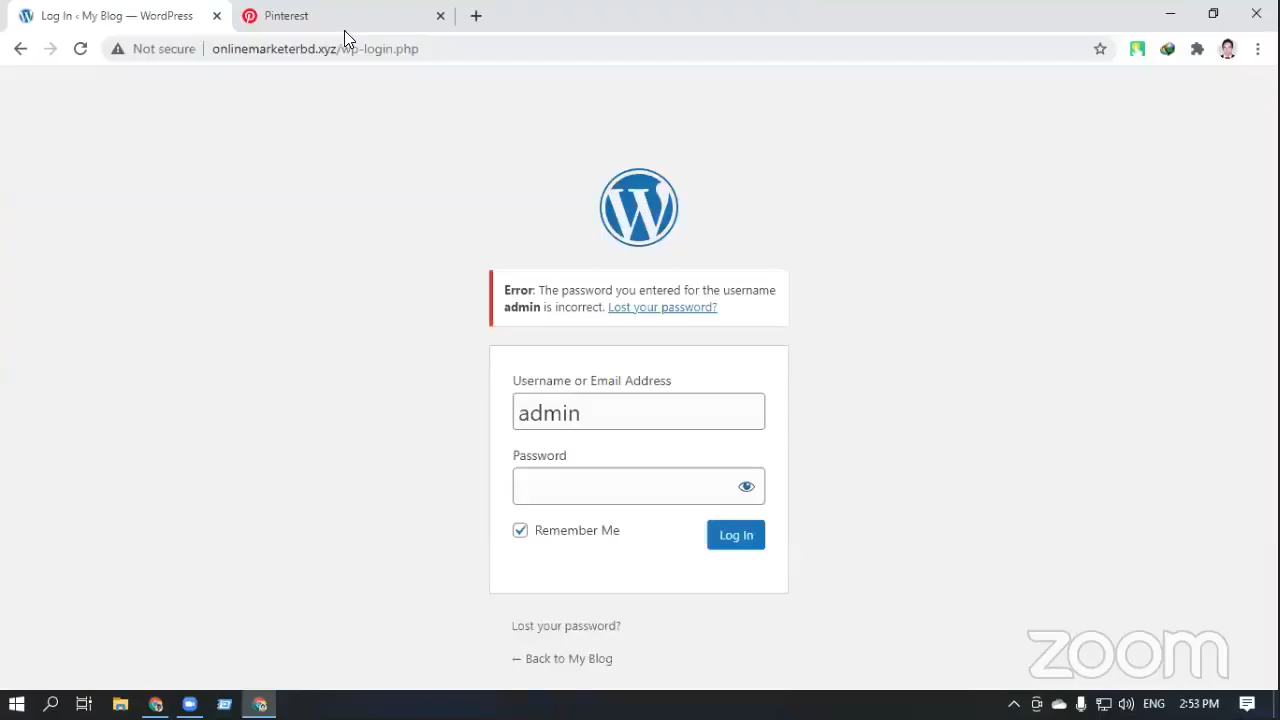 Log In ‹ My Blog — WordPress
Pinterest
Not secure
onlinemarketerbd.xyz/wp-login.php
Error: The password you entered for the username
admin is incorrect. Lost your password?
Username or Email Address
admin
Password
Remember Me
Log In
Lost your password?
← Back to My Blog
zoom
ENG
2:53 PM